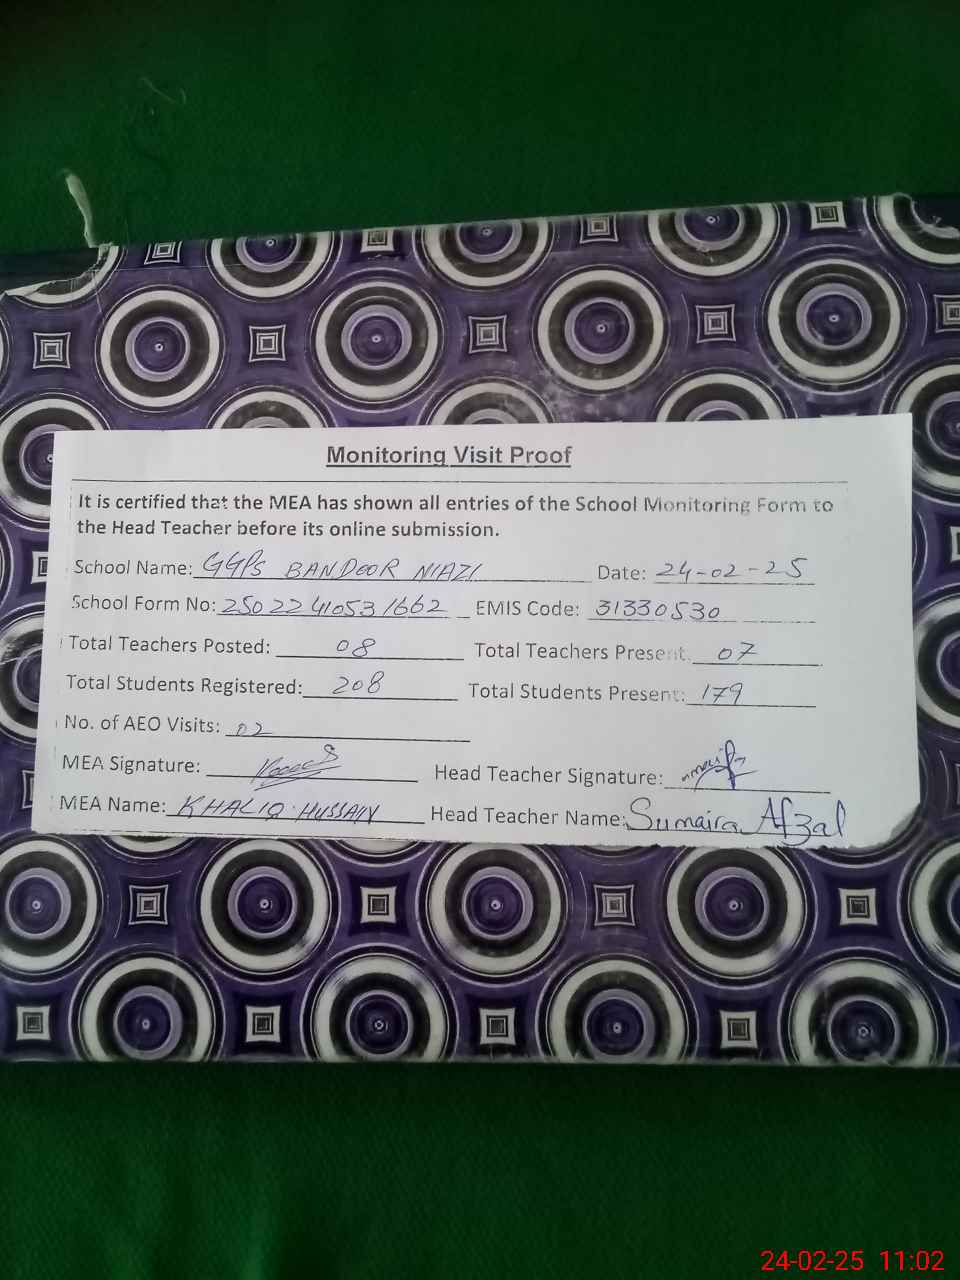 Monitoring Visit Proof
It is certified that the MEA has shown all entries of the School Monitoring Form to
the Head Teacher before its online submission.
School Name: GGPS BANDOOR NIAZI Date: 24-02-25
School Form No: 25022410531662 EMIS Code: 31330530
Total Teachers Posted: 08 Total Teachers Present: 07
Total Students Registered: 208 Total Students Present: 179
No. of AEO Visits: 02
MEA Signature: Head Teacher Signature:
MEA Name: KHALIQ HUSSAIN Head Teacher Name: Sumaira Afzal
24-02-25 11:02